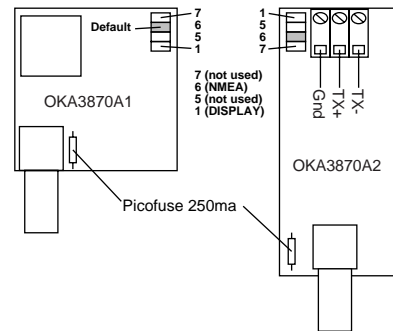 Default
7
6
5
1
1
5
6
7
7 (not used)
6 (NMEA)
5 (not used)
1 (DISPLAY)
Gnd
TX+
TX-
OKA3870A1
OKA3870A2
Picofuse 250ma